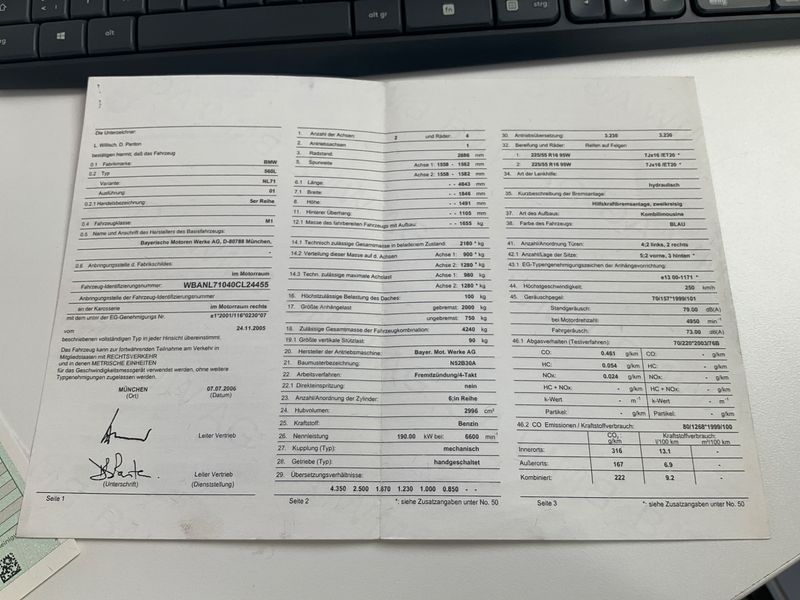 alt
alt gr
fn
strg
Die Unterzeichner:
L. Willisch, D. Panton
bestätigen hiermit, daß das Fahrzeug
0.1 Fabrikmarke: BMW
0.2 Typ 560L
Variante: NL71
Ausführung: 01
0.2.1 Handelsbezeichnung: 5er Reihe
0.4 Fahrzeugklasse: M1
0.5 Name und Anschrift des Herstellers des Basisfahrzeugs:
Bayerische Motoren Werke AG, D-80788 München,
-
0.6 Anbringungsstelle d. Fabrikschildes:
im Motorraum
Fahrzeug-Identifizierungsnummer: WBANL71040CL24455
Anbringungsstelle der Fahrzeug-Identifizierungsnummer
an der Karosserie im Motorraum rechts
mit dem unter der EG-Genehmigungs Nr. e1*2001/116*0230*07
vom 24.11.2005
beschriebenen vollständigen Typ in jeder Hinsicht übereinstimmt.
Das Fahrzeug kann zur fortwährenden Teilnahme am Verkehr in
Mitgliedstaaten mit RECHTSVERKEHR
und in denen METRISCHE EINHEITEN
für das Geschwindigkeitsmessgerät verwendet werden, ohne weitere
Typgenehmigungen zugelassen werden.
MÜNCHEN 07.07.2006
(Ort) (Datum)
Leiter Vertrieb
Leiter Vertrieb
(Unterschrift) (Dienststellung)
Seite 1
1. Anzahl der Achsen 2 und Räder: 4
2. Antriebsachsen 1
3. Radstand: 2886 mm
5. Spurweite Achse 1: 1558 - 1582 mm
Achse 2: 1558 - 1582 mm
6.1 Länge: - - 4843 mm
7.1 Breite: - - 1846 mm
8. Höhe: - - 1491 mm
11. Hinterer Überhang: - - 1105 mm
12.1 Masse des fahrbereiten Fahrzeugs mit Aufbau: - - 1655 kg
14.1 Technisch zulässige Gesamtmasse in beladenem Zustand: 2180 * kg
14.2 Verteilung dieser Masse auf d. Achsen: Achse 1: 900 * kg
Achse 2: 1280 * kg
14.3 Techn. zulässige maximale Achslast Achse 1: 980 kg
Achse 2: 1280 * kg
16. Höchstzulässige Belastung des Daches: 100 kg
17. Größte Anhängelast gebremst: 2000 kg
ungebremst: 750 kg
18. Zulässige Gesamtmasse der Fahrzeugkombination: 4240 kg
19.1 Größte vertikale Stützlast: 90 kg
20. Hersteller der Antriebsmaschine: Bayer. Mot. Werke AG
21. Baumusterbezeichnung: N52B30A
22. Arbeitsverfahren: Fremdzündung/4-Takt
22.1 Direkteinspritzung: nein
23. Anzahl/Anordnung der Zylinder: 6;in Reihe
24. Hubvolumen: 2996 cm³
25. Kraftstoff: Benzin
26. Nennleistung 190.00 kW bei 6600 min⁻¹
27. Kupplung (Typ): mechanisch
28. Getriebe (Typ): handgeschaltet
29. Übersetzungsverhältnisse:
4.350 2.500 1.670 1.230 1.000 0.850 - -
Seite 2 *: siehe Zusatzangaben unter No. 50
30. Antriebsübersetzung: 3.230 3.230
32. Bereifung und Räder: Reifen auf Felgen
1: 225/55 R16 95W 7Jx16 /ET20 *
2: 225/55 R16 95W 7Jx16 /ET20 *
34. Art der Lenkhilfe:
hydraulisch
35. Kurzbeschreibung der Bremsanlage:
Hilfskraftbremsanlage, zweikreisig
37. Art des Aufbaus: Kombilimousine
38. Farbe des Fahrzeugs: BLAU
41. Anzahl/Anordnung Türen: 4;2 links, 2 rechts
42.1 Anzahl/Lage der Sitze: 5;2 vorne, 3 hinten *
43.1 EG-Typengenehmigungszeichen der Anhängevorrichtung:
e13 00-1171 *
44. Höchstgeschwindigkeit: 250 km/h
45. Geräuschpegel: 70/157*1999/101
Standgeräusch: 79.00 dB(A)
bei Motordrehzahl: 4950 min⁻¹
Fahrgeräusch: 73.00 dB(A)
46.1 Abgasverhalten (Testverfahren): 70/220*2003/76B
CO: 0.461 g/km CO: - g/km
HC: 0.054 g/km HC: - g/km
NOx: 0.024 g/km NOx: - g/km
HC + NOx: - g/km HC + NOx: - g/km
k-Wert - m⁻¹ k-Wert - m⁻¹
Partikel: - g/km Partikel: - g/km
46.2 CO Emissionen / Kraftstoffverbrauch: 80/1268*1999/100
CO₂: Kraftstoffverbrauch:
g/km l/100 km m³/100 km
Innerorts: 316 13.1 -
Außerorts: 167 6.9 -
Kombiniert: 222 9.2 -
Seite 3 *: siehe Zusatzangaben unter No. 50